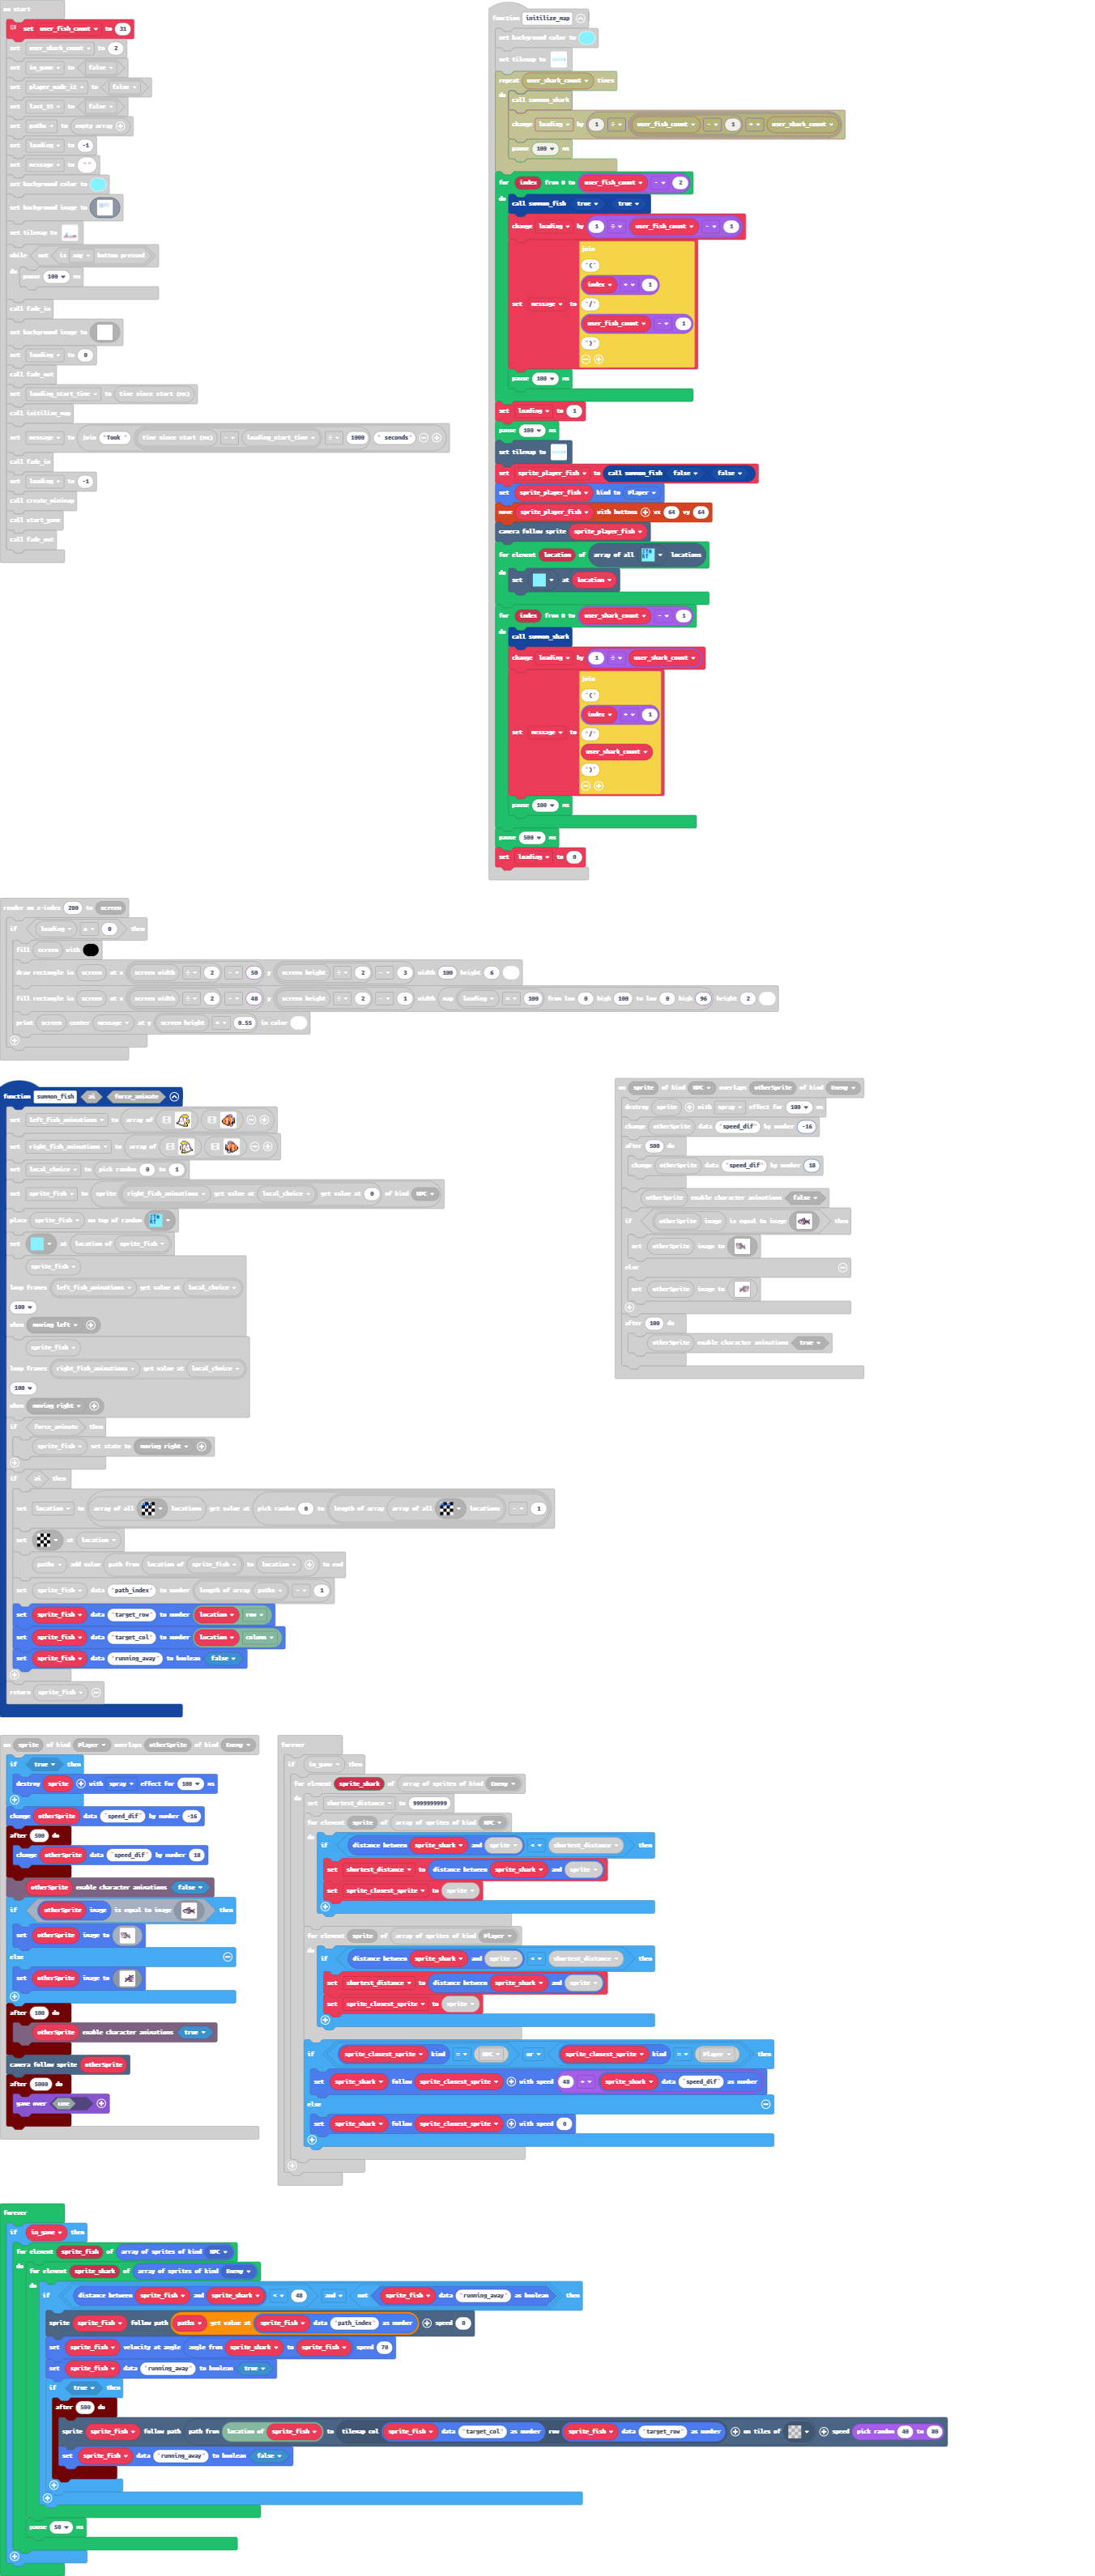 on start
set user_fish_count to 31
set user_shark_count to 2
set in_game to false
set player_made_it to false
set last_15 to false
set paths to empty array
set loading to -1
set message to " "
set background color to
set background image to
set tilemap to
while not is any button pressed
do pause 100 ms
call fade_in
set background image to
set loading to 0
call fade_out
set loading_start_time to time since start (ms)
call initilize_map
set message to join "Took " time since start (ms) - loading_start_time ÷ 1000 " seconds"
call fade_in
set loading to -1
call create_minimap
call start_game
call fade_out
function initilize_map
set background color to
set tilemap to
repeat user_shark_count times
do call summon_shark
change loading by 1 ÷ user_fish_count - 1 + user_shark_count
pause 100 ms
for index from 0 to user_fish_count - 2
do call summon_fish true true
change loading by 1 ÷ user_fish_count - 1
join
"("
index + 1
set message to "/"
user_fish_count - 1
")"
pause 100 ms
set loading to 1
pause 100 ms
set tilemap to
set sprite_player_fish to call summon_fish false false
set sprite_player_fish kind to Player
move sprite_player_fish with buttons vx 64 vy 64
camera follow sprite sprite_player_fish
for element location of array of all locations
do set at location
for index from 0 to user_shark_count - 1
do call summon_shark
change loading by 1 ÷ user_shark_count
join
"("
index + 1
set message to "/"
user_shark_count
")"
pause 100 ms
pause 500 ms
set loading to 0
render on z-index 200 to screen
if loading ≥ 0 then
fill screen with
draw rectangle in screen at x screen width ÷ 2 - 50 y screen height ÷ 2 - 3 width 100 height 6
fill rectangle in screen at x screen width ÷ 2 - 48 y screen height ÷ 2 - 1 width map loading × 100 from low 0 high 100 to low 0 high 96 height 2
print screen center message at y screen height × 0.55 in color
function summon_fish ai force_animate
set left_fish_animations to array of
set right_fish_animations to array of
set local_choice to pick random 0 to 1
set sprite_fish to sprite right_fish_animations get value at local_choice get value at 0 of kind NPC
place sprite_fish on top of random
set at location of sprite_fish
sprite_fish
loop frames left_fish_animations get value at local_choice
100
when moving left
sprite_fish
loop frames right_fish_animations get value at local_choice
100
when moving right
if force_animate then
sprite_fish set state to moving right
if ai then
set location to array of all locations get value at pick random 0 to length of array array of all locations - 1
set at location
paths add value path from location of sprite_fish to location to end
set sprite_fish data "path_index" to number length of array paths - 1
set sprite_fish data "target_row" to number location row
set sprite_fish data "target_col" to number location column
set sprite_fish data "running_away" to boolean false
return sprite_fish
on sprite of kind NPC overlaps otherSprite of kind Enemy
destroy sprite with spray effect for 100 ms
change otherSprite data "speed_dif" by number -16
after 500 do
change otherSprite data "speed_dif" by number 18
otherSprite enable character animations false
if otherSprite image is equal to image then
set otherSprite image to
else
set otherSprite image to
after 100 do
otherSprite enable character animations true
on sprite of kind Player overlaps otherSprite of kind Enemy
if true then
destroy sprite with spray effect for 100 ms
change otherSprite data "speed_dif" by number -16
after 500 do
change otherSprite data "speed_dif" by number 18
otherSprite enable character animations false
if otherSprite image is equal to image then
set otherSprite image to
else
set otherSprite image to
after 100 do
otherSprite enable character animations true
camera follow sprite otherSprite
after 5000 do
game over LOSE
forever
if in_game then
for element sprite_shark of array of sprites of kind Enemy
do set shortest_distance to 9999999999
for element sprite of array of sprites of kind NPC
do if distance between sprite_shark and sprite < shortest_distance then
set shortest_distance to distance between sprite_shark and sprite
set sprite_closest_sprite to sprite
for element sprite of array of sprites of kind Player
do if distance between sprite_shark and sprite < shortest_distance then
set shortest_distance to distance between sprite_shark and sprite
set sprite_closest_sprite to sprite
if sprite_closest_sprite kind = NPC or sprite_closest_sprite kind = Player then
set sprite_shark follow sprite_closest_sprite with speed 48 + sprite_shark data "speed_dif" as number
else
set sprite_shark follow sprite_closest_sprite with speed 0
forever
if in_game then
for element sprite_fish of array of sprites of kind NPC
do for element sprite_shark of array of sprites of kind Enemy
do if distance between sprite_fish and sprite_shark < 48 and not sprite_fish data "running_away" as boolean then
sprite sprite_fish follow path paths get value at sprite_fish data "path_index" as number speed 0
set sprite_fish velocity at angle angle from sprite_shark to sprite_fish speed 70
set sprite_fish data "running_away" to boolean true
if true then
after 500 do
sprite sprite_fish follow path path from location of sprite_fish to tilemap col sprite_fish data "target_col" as number row sprite_fish data "target_row" as number on tiles of speed pick random 40 to 80
set sprite_fish data "running_away" to boolean false
pause 50 ms